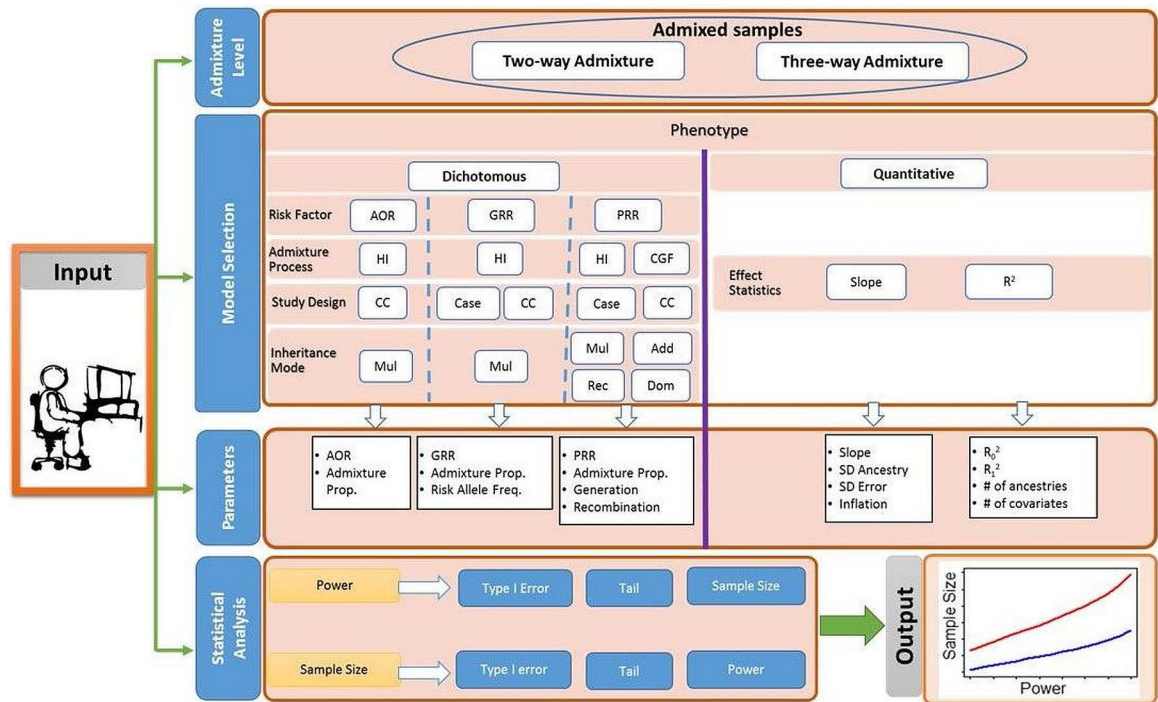 Input
Admixture
Level
Admixed samples
Two-way Admixture
Three-way Admixture
Model Selection
Phenotype
Dichotomous
Quantitative
Risk Factor
AOR
GRR
PRR
Admixture
Process
HI
HI
HI
CGF
Study Design
CC
Case
CC
Case
CC
Inheritance
Mode
Mul
Mul
Mul
Add
Rec
Dom
Effect
Statistics
Slope
R²
Parameters
• AOR
• Admixture
Prop.
• GRR
• Admixture Prop.
• Risk Allele Freq.
• PRR
• Admixture Prop.
• Generation
• Recombination
• Slope
• SD Ancestry
• SD Error
• Inflation
• R₀²
• R₁²
• # of ancestries
• # of covariates
Statistical
Analysis
Power
Type I Error
Tail
Sample Size
Sample Size
Type I error
Tail
Power
Output
Sample Size
Power